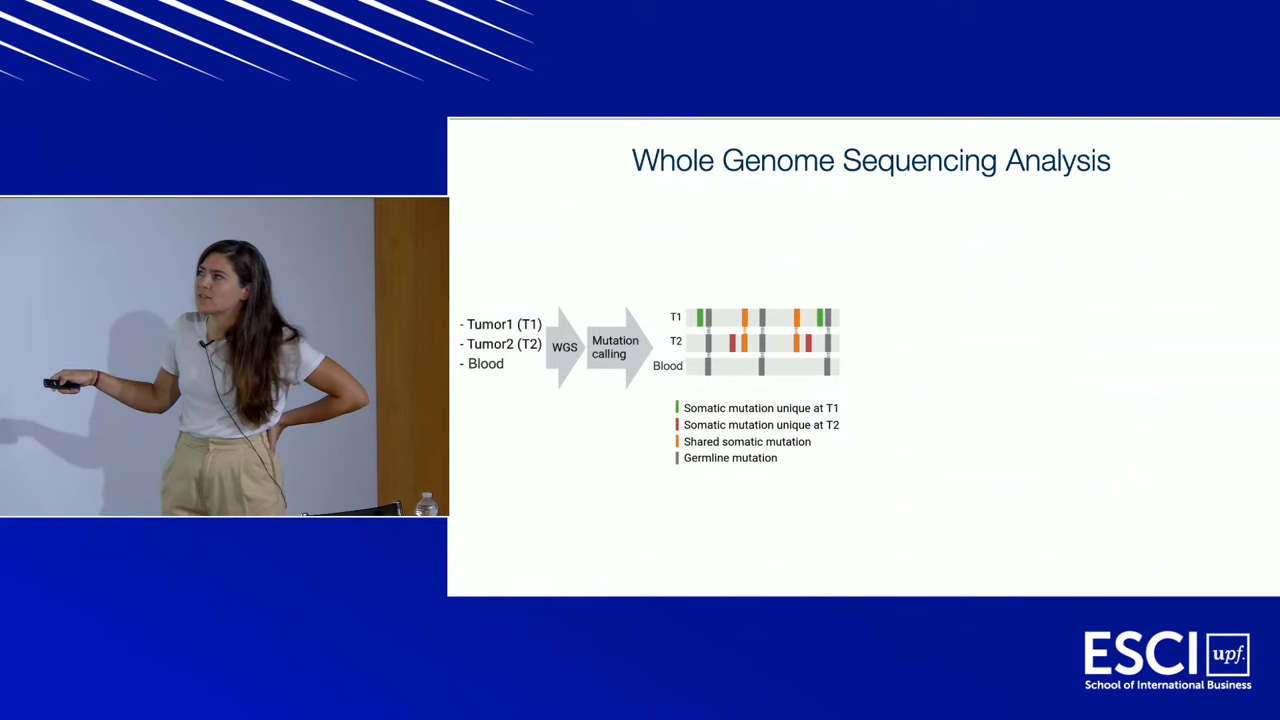 Whole Genome Sequencing Analysis
- Tumor1 (T1)
- Tumor2 (T2)
- Blood
WGS
Mutation
calling
T1
T2
Blood
Somatic mutation unique at T1
Somatic mutation unique at T2
Shared somatic mutation
Germline mutation
ESCI
upf.
School of International Business